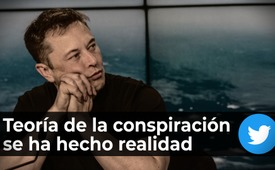 Teoría de la conspiración
se ha hecho realidad